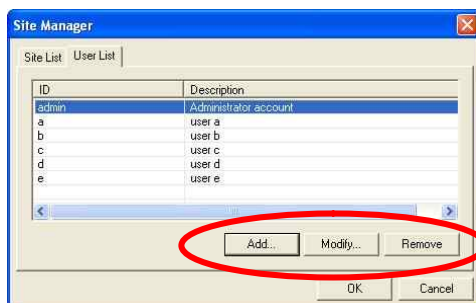 Site Manager
Site List User List
ID Description
admin Administrator account
a user a
b user b
c user c
d user d
e user e
Add... Modify... Remove
OK Cancel